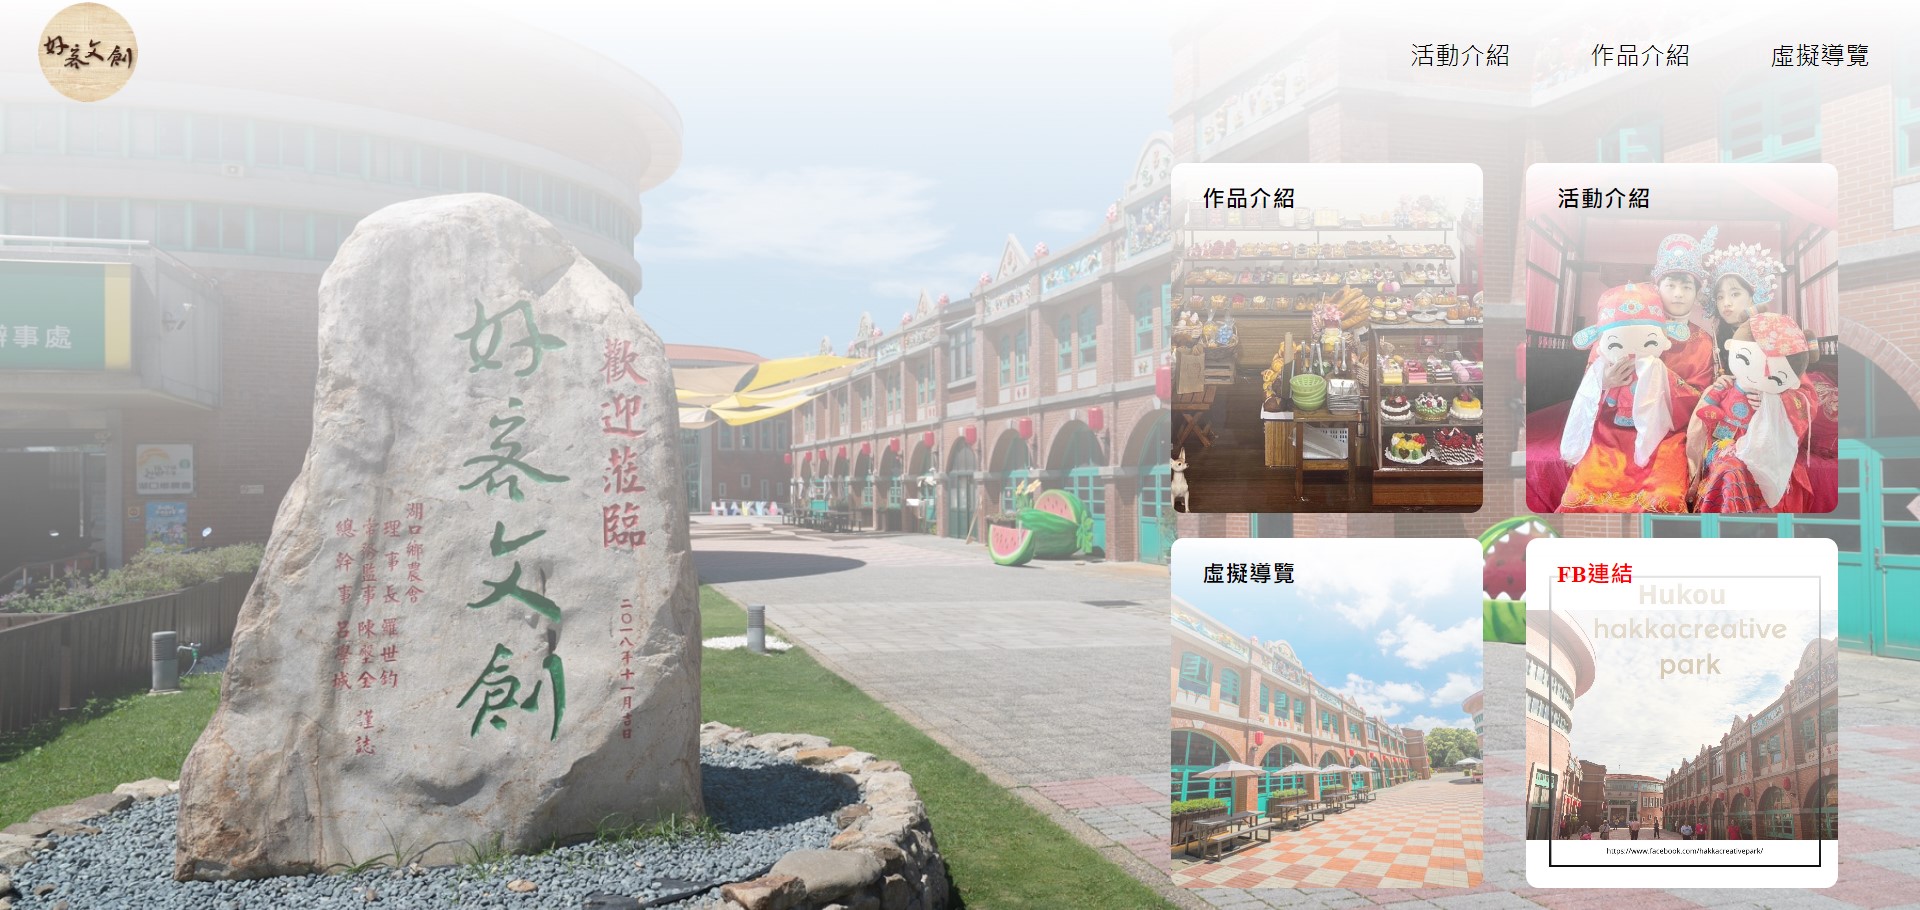 好客文創
活動介紹
作品介紹
虛擬導覽
辦事處
歡迎蒞臨
好客文創
二〇一八年十一月吉日
湖口鄉農會
理事長 羅世鈞
常務監事 陳聖全 謹誌
總幹事 呂學城
HAKKA
作品介紹
活動介紹
虛擬導覽
FB連結
Hukou
hakkacreative
park
https://www.facebook.com/hakkacreativepark/